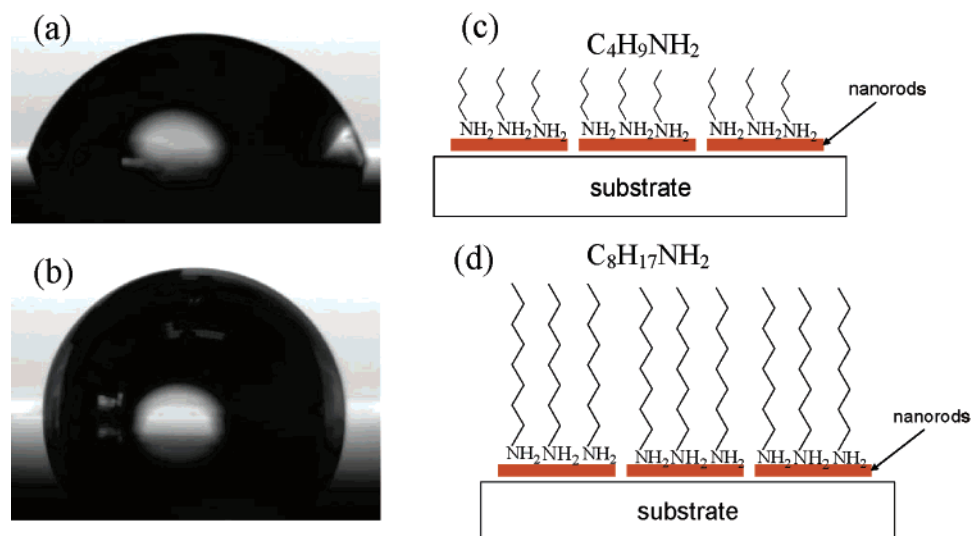 (a)
(c)
C₄H₉NH₂
nanorods
NH₂ NH₂ NH₂ NH₂ NH₂ NH₂ NH₂ NH₂ NH₂
substrate
(b)
(d)
C₈H₁₇NH₂
nanorods
NH₂ NH₂ NH₂ NH₂ NH₂ NH₂ NH₂ NH₂ NH₂
substrate